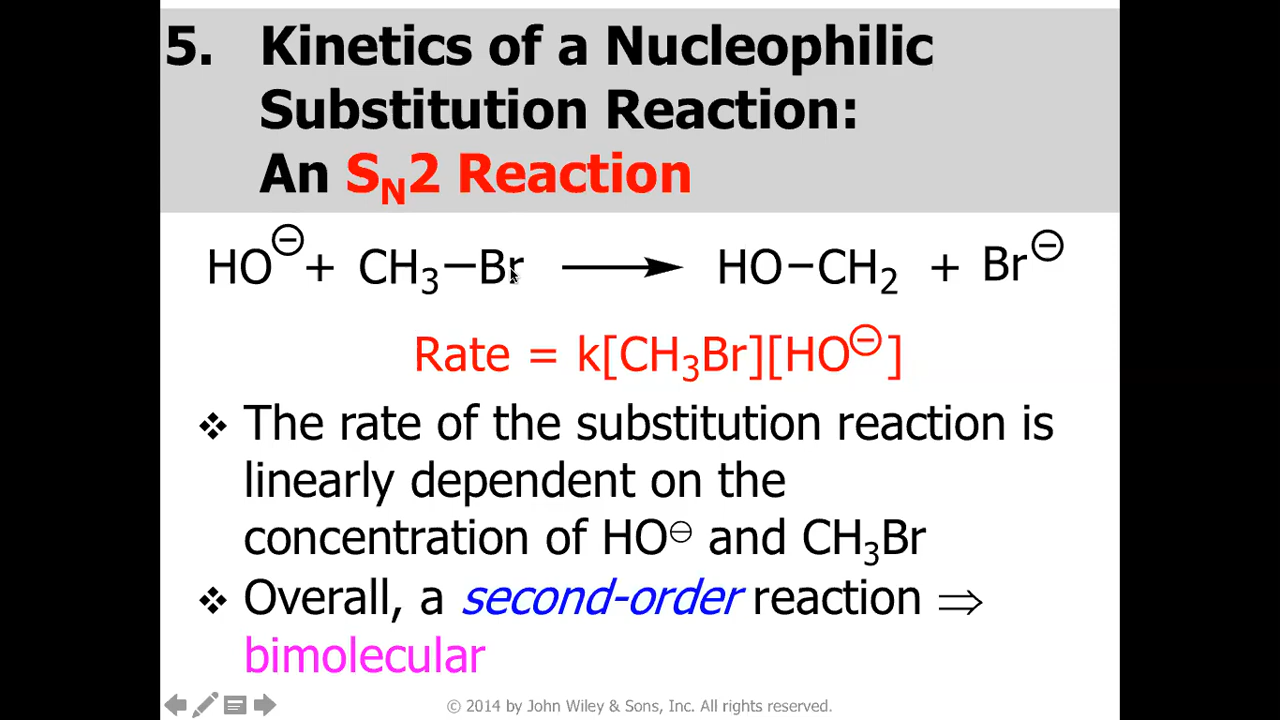 5. Kinetics of a Nucleophilic
Substitution Reaction:
An Sₙ2 Reaction
HO⊖ + CH₃—Br ⟶ HO–CH₂ + Br⊖
Rate = k[CH₃Br][HO⊖]
❖ The rate of the substitution reaction is
linearly dependent on the
concentration of HO⊖ and CH₃Br
❖ Overall, a second-order reaction ⇒
bimolecular
© 2014 by John Wiley & Sons, Inc. All rights reserved.